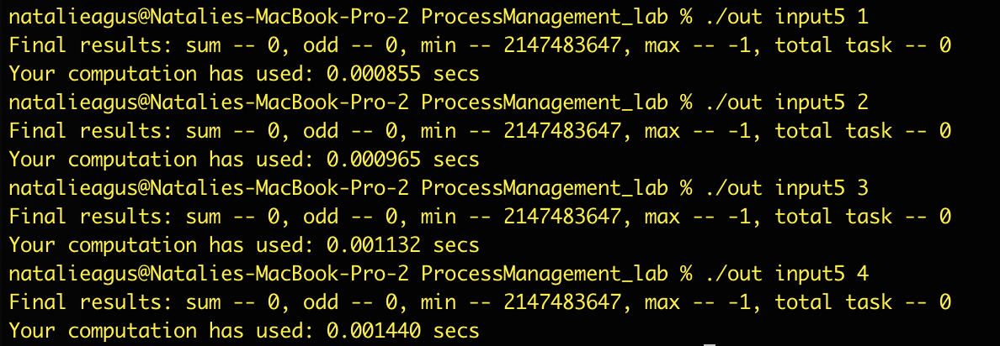 natalieagus@Natalies-MacBook-Pro-2 ProcessManagement_lab % ./out input5 1
Final results: sum -- 0, odd -- 0, min -- 2147483647, max -- -1, total task -- 0
Your computation has used: 0.000855 secs
natalieagus@Natalies-MacBook-Pro-2 ProcessManagement_lab % ./out input5 2
Final results: sum -- 0, odd -- 0, min -- 2147483647, max -- -1, total task -- 0
Your computation has used: 0.000965 secs
natalieagus@Natalies-MacBook-Pro-2 ProcessManagement_lab % ./out input5 3
Final results: sum -- 0, odd -- 0, min -- 2147483647, max -- -1, total task -- 0
Your computation has used: 0.001132 secs
natalieagus@Natalies-MacBook-Pro-2 ProcessManagement_lab % ./out input5 4
Final results: sum -- 0, odd -- 0, min -- 2147483647, max -- -1, total task -- 0
Your computation has used: 0.001440 secs